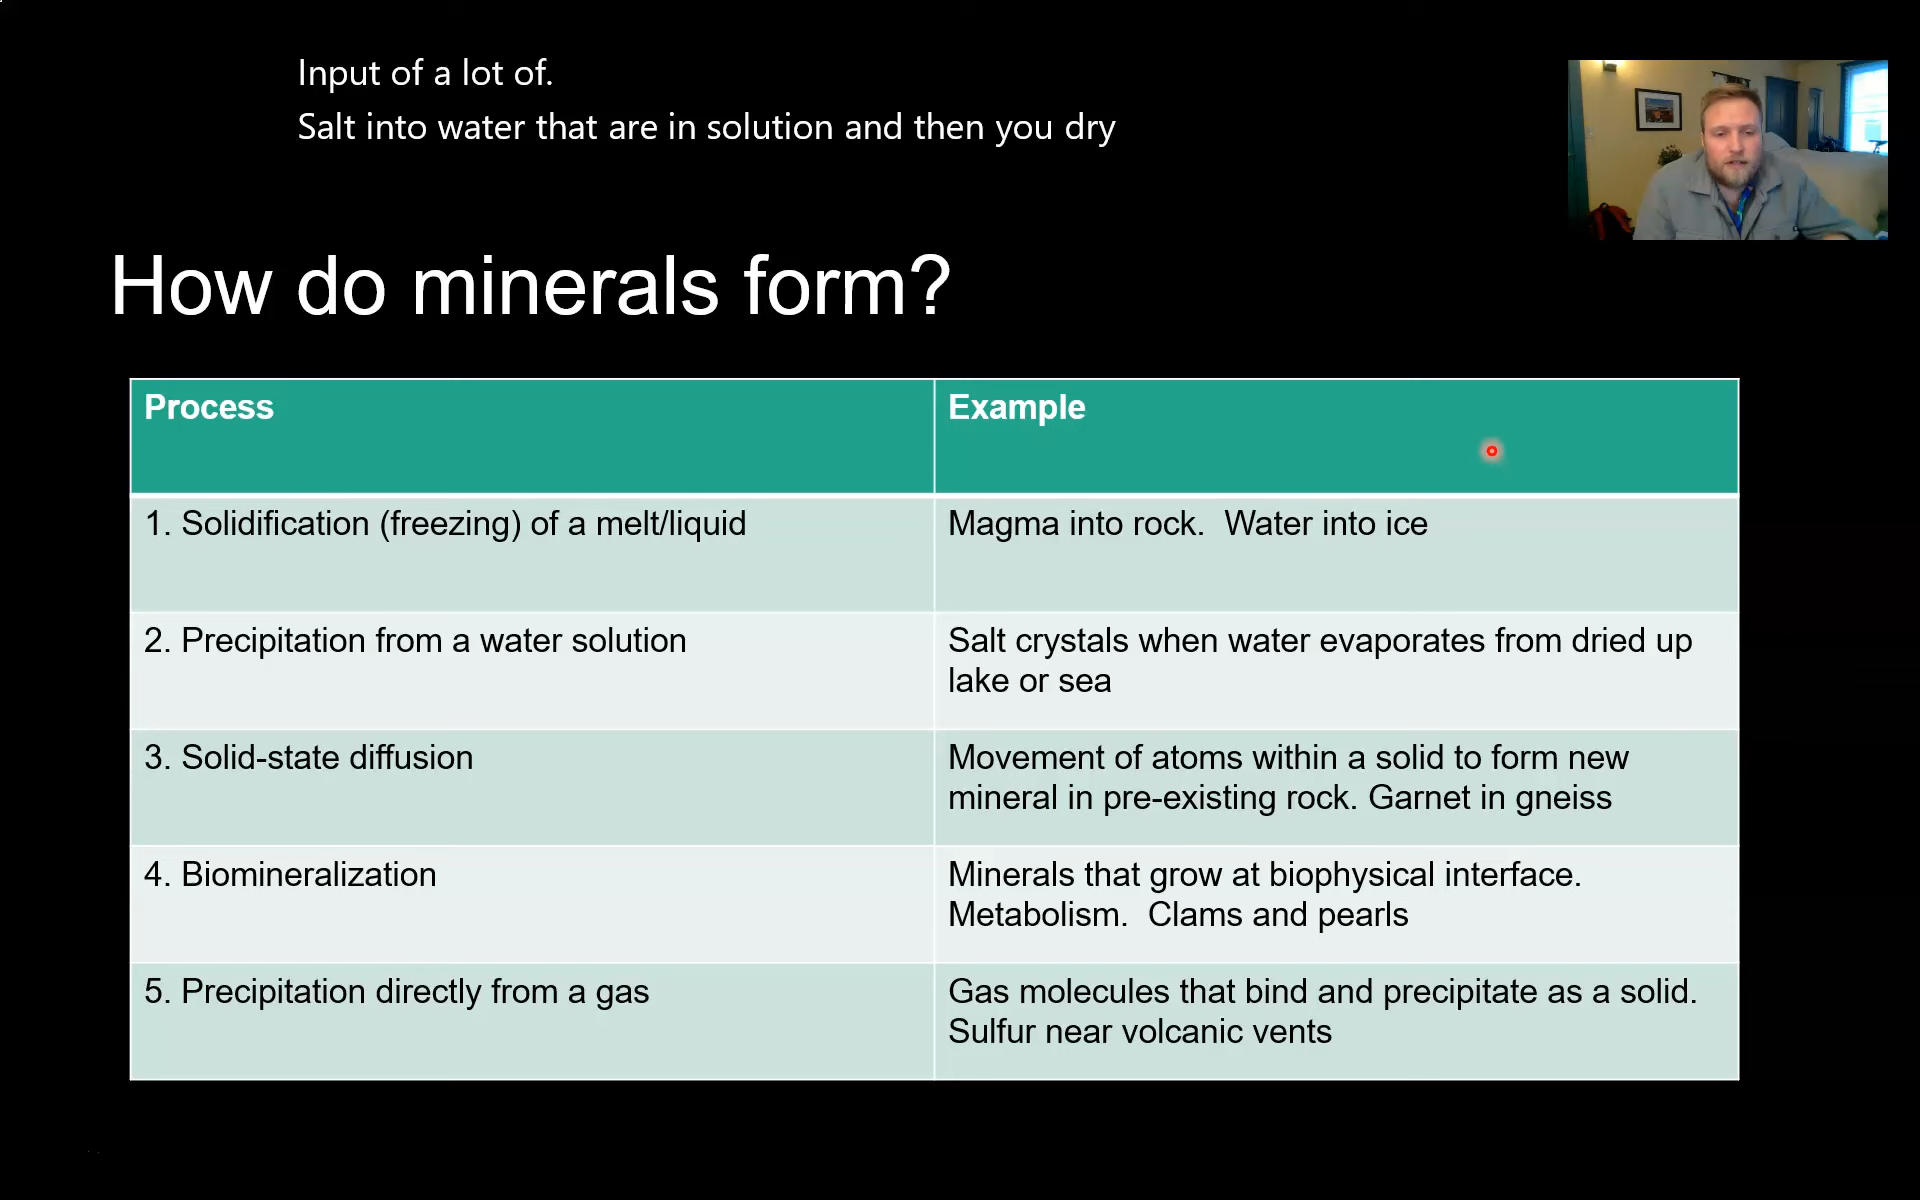 Input of a lot of.
Salt into water that are in solution and then you dry
How do minerals form?
Process
Example
1. Solidification (freezing) of a melt/liquid
Magma into rock.  Water into ice
2. Precipitation from a water solution
Salt crystals when water evaporates from dried up
lake or sea
3. Solid-state diffusion
Movement of atoms within a solid to form new
mineral in pre-existing rock. Garnet in gneiss
4. Biomineralization
Minerals that grow at biophysical interface.
Metabolism.  Clams and pearls
5. Precipitation directly from a gas
Gas molecules that bind and precipitate as a solid.
Sulfur near volcanic vents